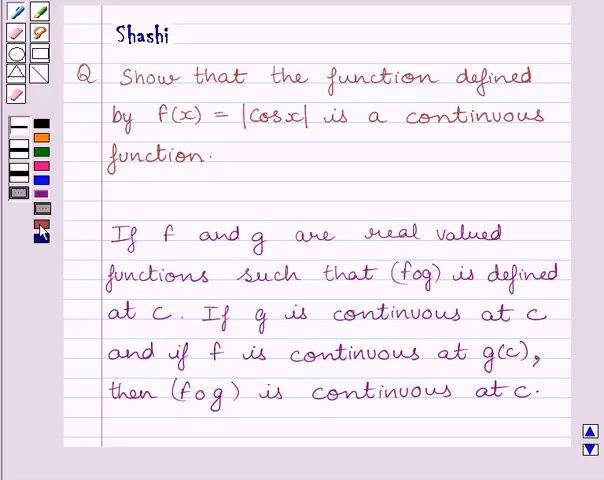 Shashi
Q Show that the function defined
by f(x) = |Cosx| is a continuous
function.
If f and g are real valued
functions such that (fog) is defined
at c. If g is continuous at c
and if f is continuous at g(c),
then (fog) is continuous at c.